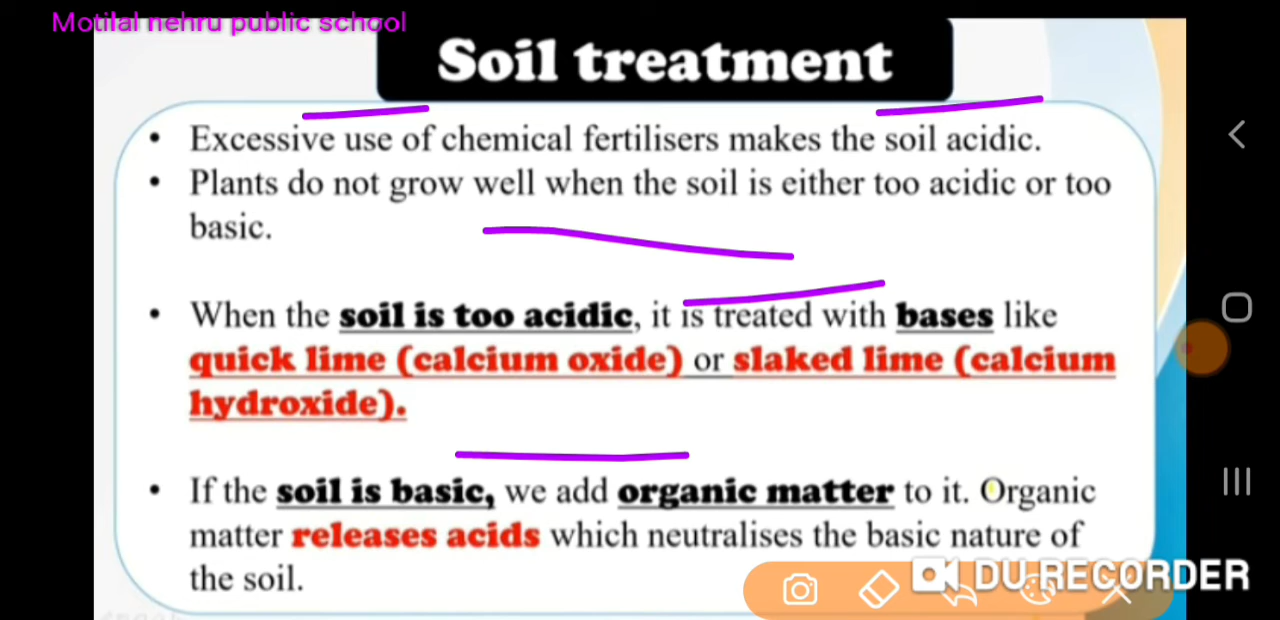 Motilal nehru public school
Soil treatment
• Excessive use of chemical fertilisers makes the soil acidic.
• Plants do not grow well when the soil is either too acidic or too
basic.
• When the soil is too acidic, it is treated with bases like
quick lime (calcium oxide) or slaked lime (calcium
hydroxide).
• If the soil is basic, we add organic matter to it. Organic
matter releases acids which neutralises the basic nature of
the soil.
DU RECORDER